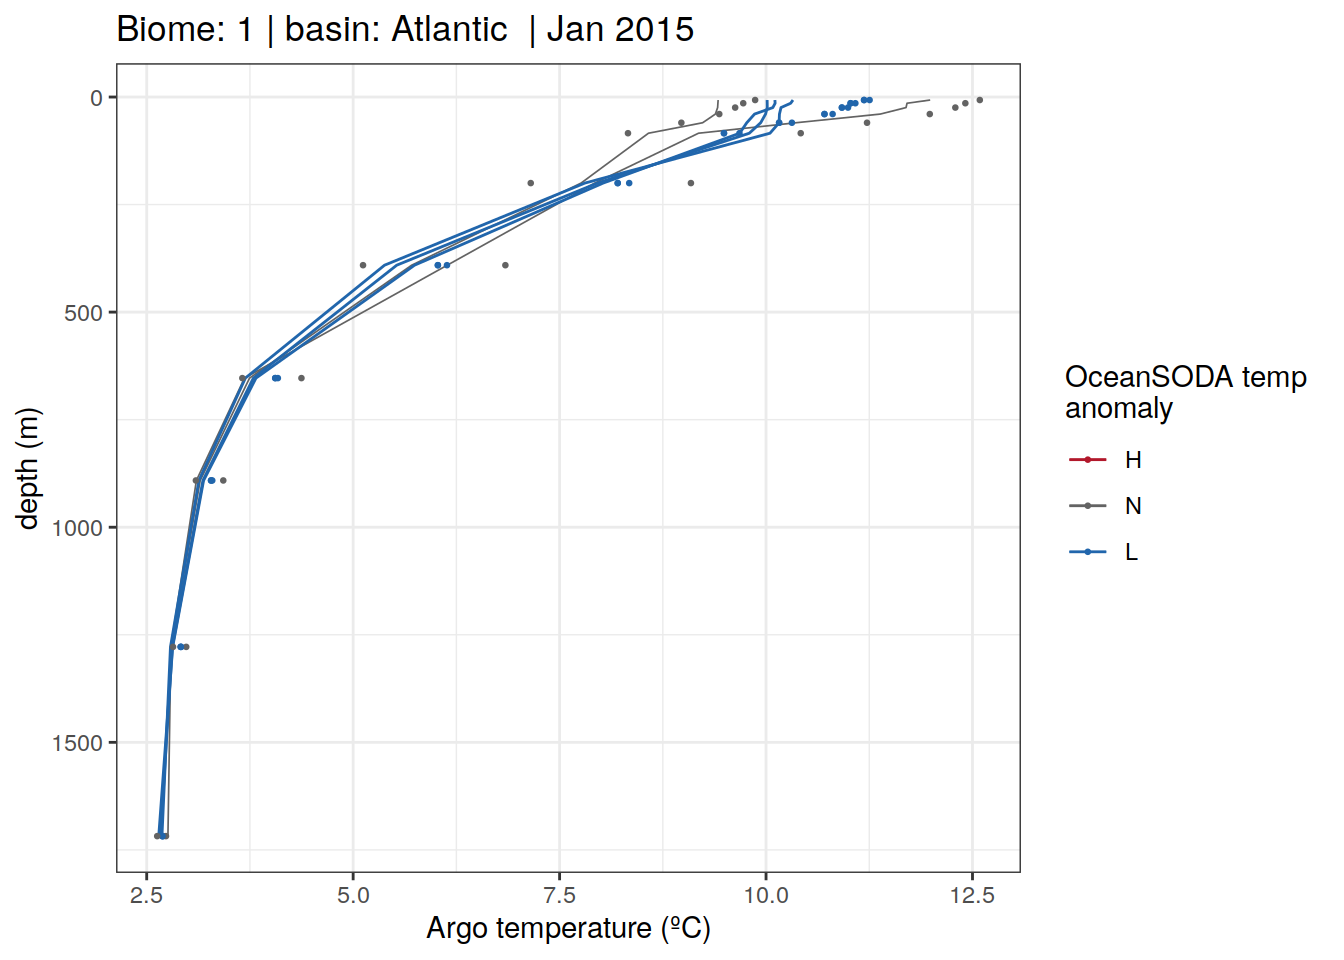 Biome: 1 | basin: Atlantic  | Jan 2015
0
500
1000
1500
depth (m)
2.5
5.0
7.5
10.0
12.5
Argo temperature (ºC)
OceanSODA temp
anomaly
H
N
L